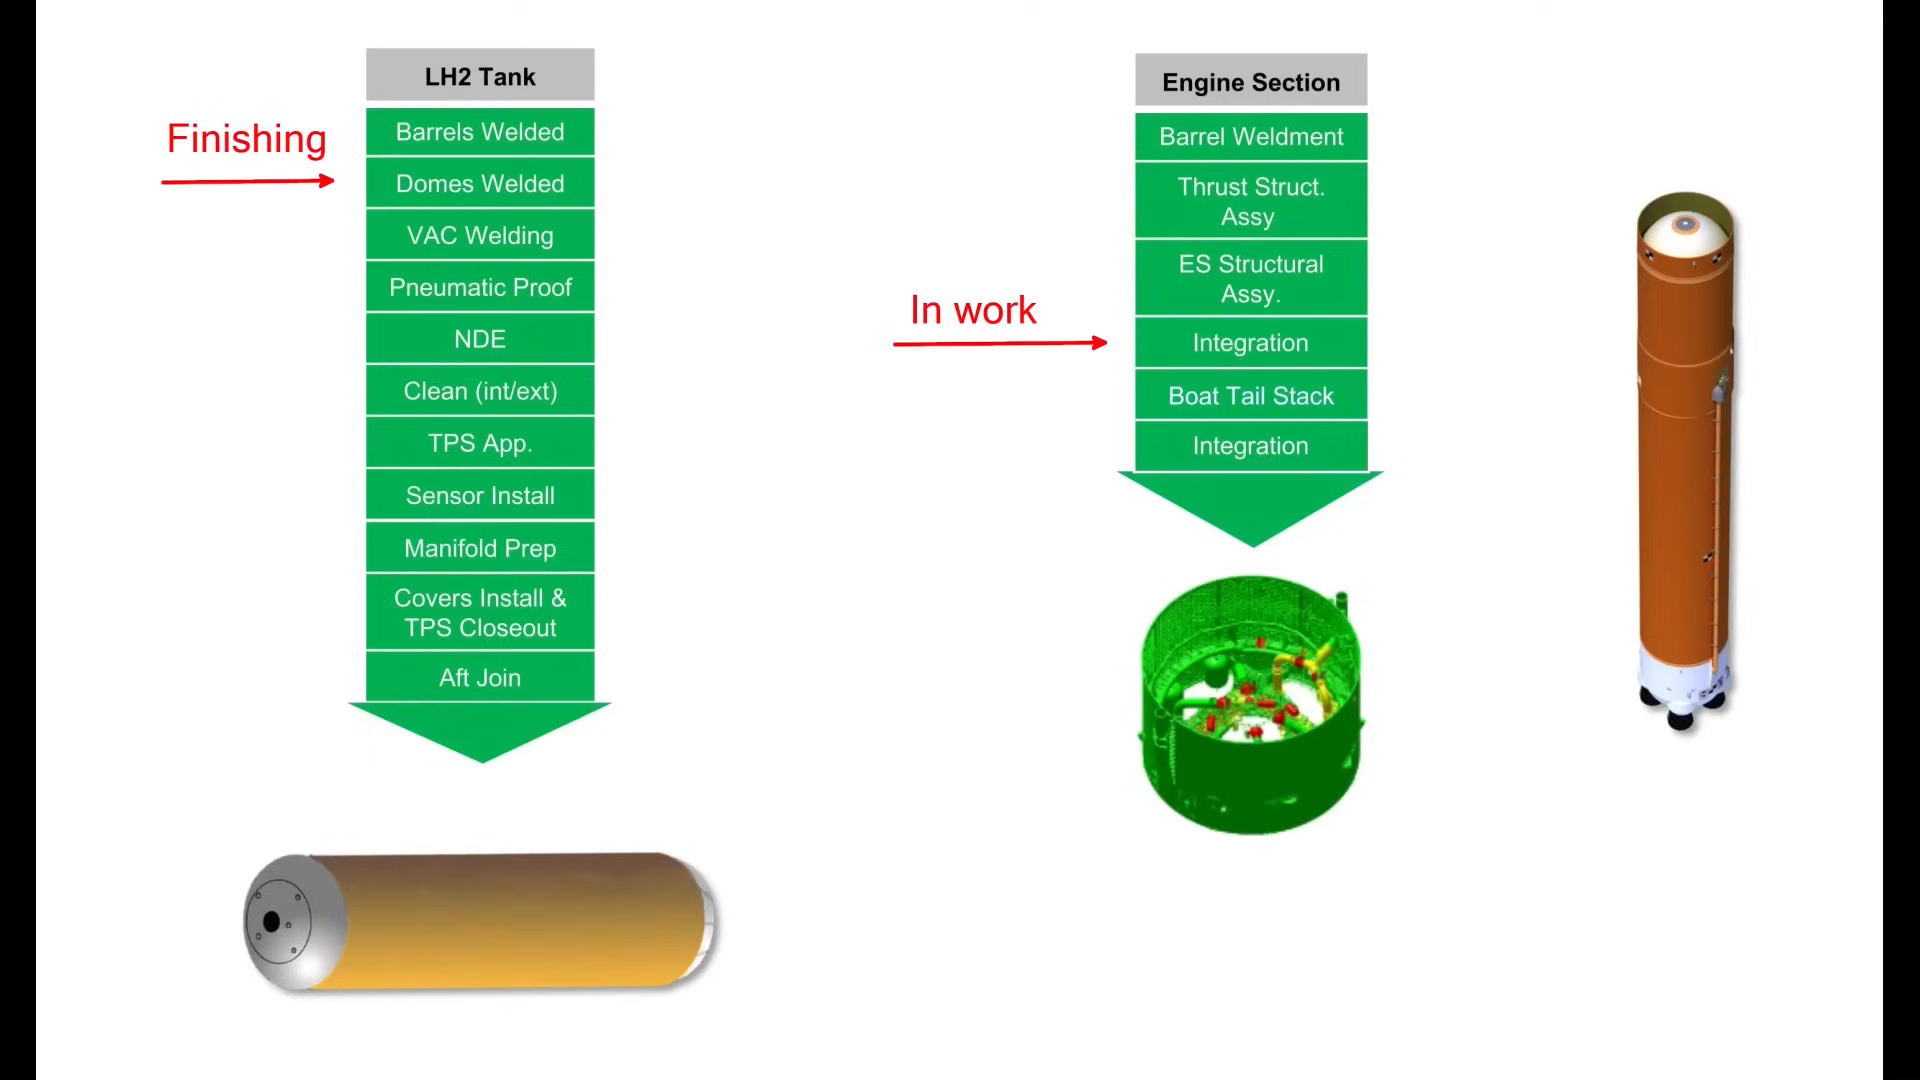 LH2 Tank
Finishing
Barrels Welded
Domes Welded
VAC Welding
Pneumatic Proof
NDE
Clean (int/ext)
TPS App.
Sensor Install
Manifold Prep
Covers Install &
TPS Closeout
Aft Join
Engine Section
Barrel Weldment
Thrust Struct.
Assy
ES Structural
Assy.
In work
Integration
Boat Tail Stack
Integration